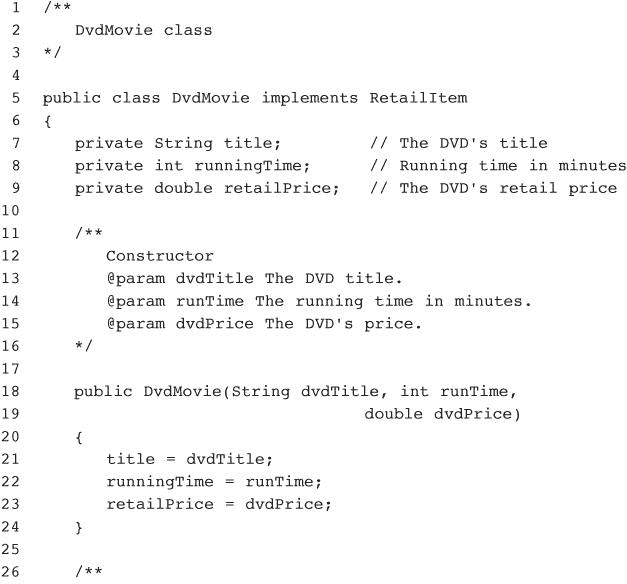 1 /**
2 DvdMovie class
3 */
4
5 public class DvdMovie implements RetailItem
6 {
7 private String title; // The DVD's title
8 private int runningTime; // Running time in minutes
9 private double retailPrice; // The DVD's retail price
10
11 /**
12 Constructor
13 @param dvdTitle The DVD title.
14 @param runTime The running time in minutes.
15 @param dvdPrice The DVD's price.
16 */
17
18 public DvdMovie(String dvdTitle, int runTime,
19 double dvdPrice)
20 {
21 title = dvdTitle;
22 runningTime = runTime;
23 retailPrice = dvdPrice;
24 }
25
26 /**